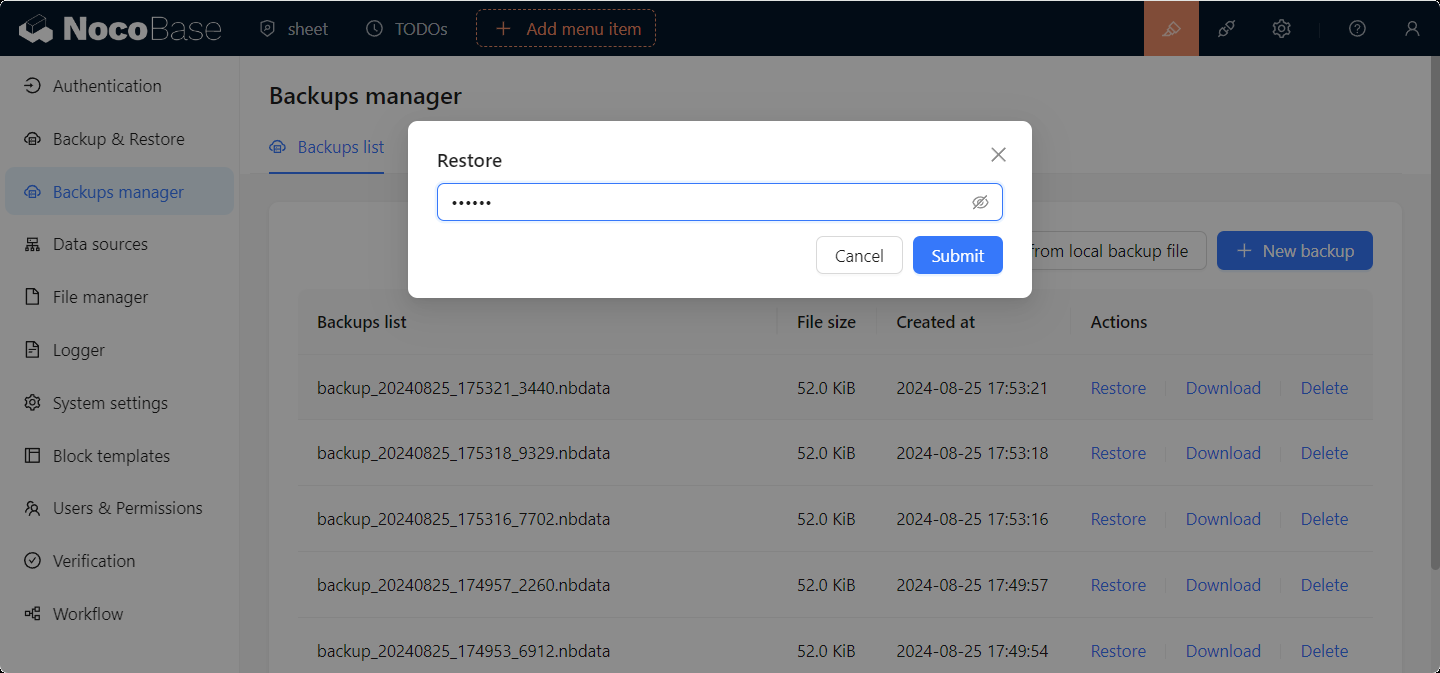 NocoBase sheet TODOs + Add menu item
Authentication
Backup & Restore
Backups manager
Data sources
File manager
Logger
System settings
Block templates
Users & Permissions
Verification
Workflow
Backups manager
Backups list
Restore
••••••
Cancel Submit
from local backup file + New backup
Backups list File size Created at Actions
backup_20240825_175321_3440.nbdata 52.0 KiB 2024-08-25 17:53:21 Restore Download Delete
backup_20240825_175318_9329.nbdata 52.0 KiB 2024-08-25 17:53:18 Restore Download Delete
backup_20240825_175316_7702.nbdata 52.0 KiB 2024-08-25 17:53:16 Restore Download Delete
backup_20240825_174957_2260.nbdata 52.0 KiB 2024-08-25 17:49:57 Restore Download Delete
backup_20240825_174953_6912.nbdata 52.0 KiB 2024-08-25 17:49:54 Restore Download Delete